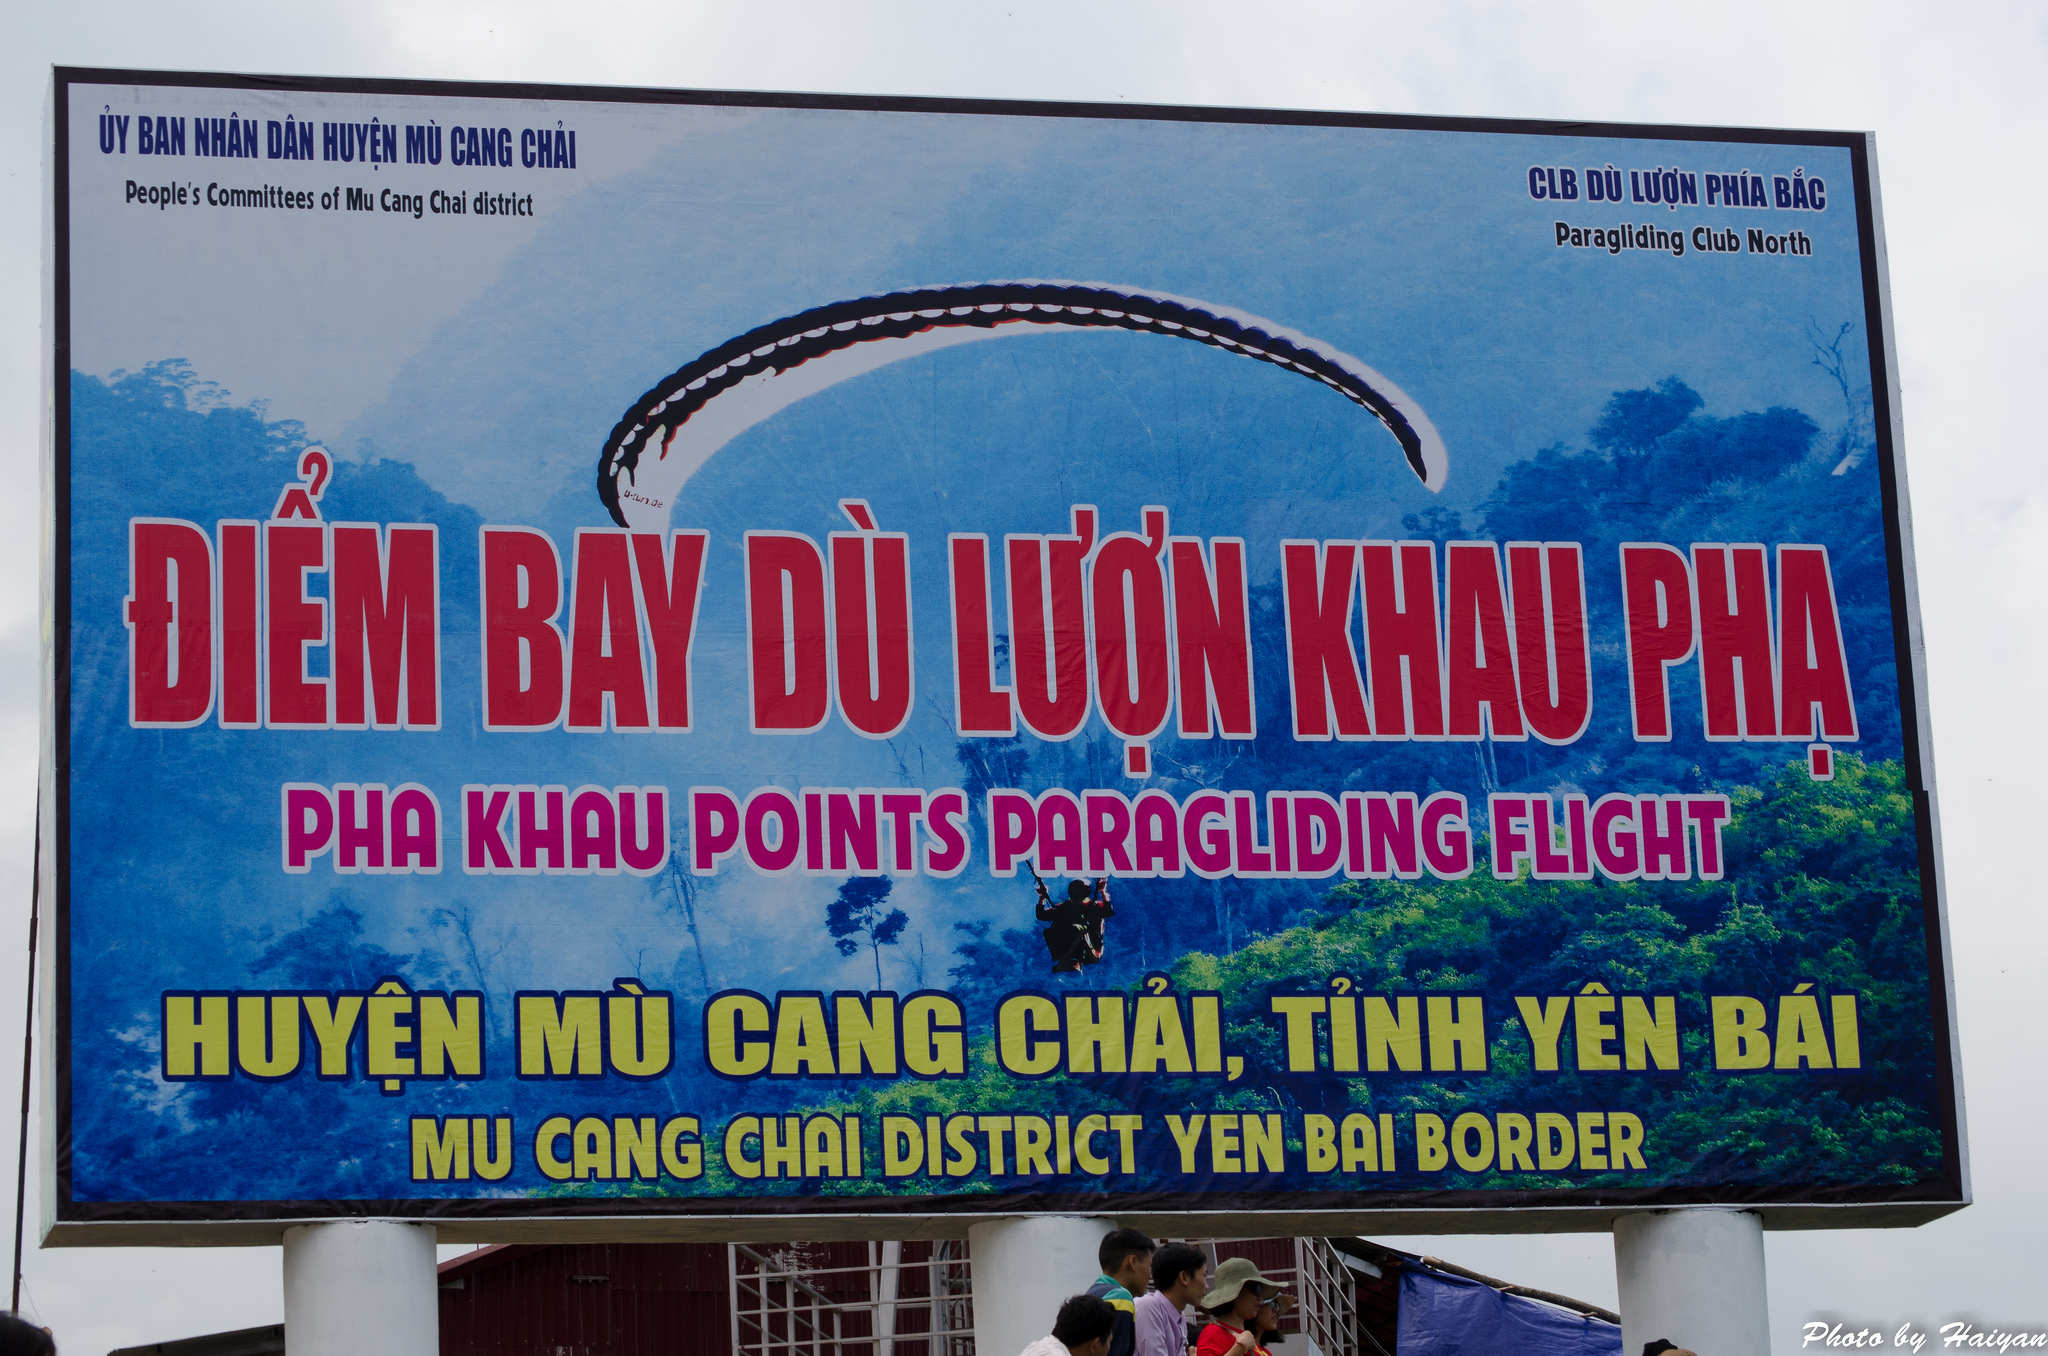 ỦY BAN NHÂN DÂN HUYỆN MÙ CANG CHẢI
People's Committees of Mu Cang Chai district
CLB DÙ LƯỢN PHÍA BẮC
Paragliding Club North
ĐIỂM BAY DÙ LƯỢN KHAU PHẠ
PHA KHAU POINTS PARAGLIDING FLIGHT
HUYỆN MÙ CANG CHẢI, TỈNH YÊN BÁI
MU CANG CHAI DISTRICT YEN BAI BORDER
Photo by Haiyan